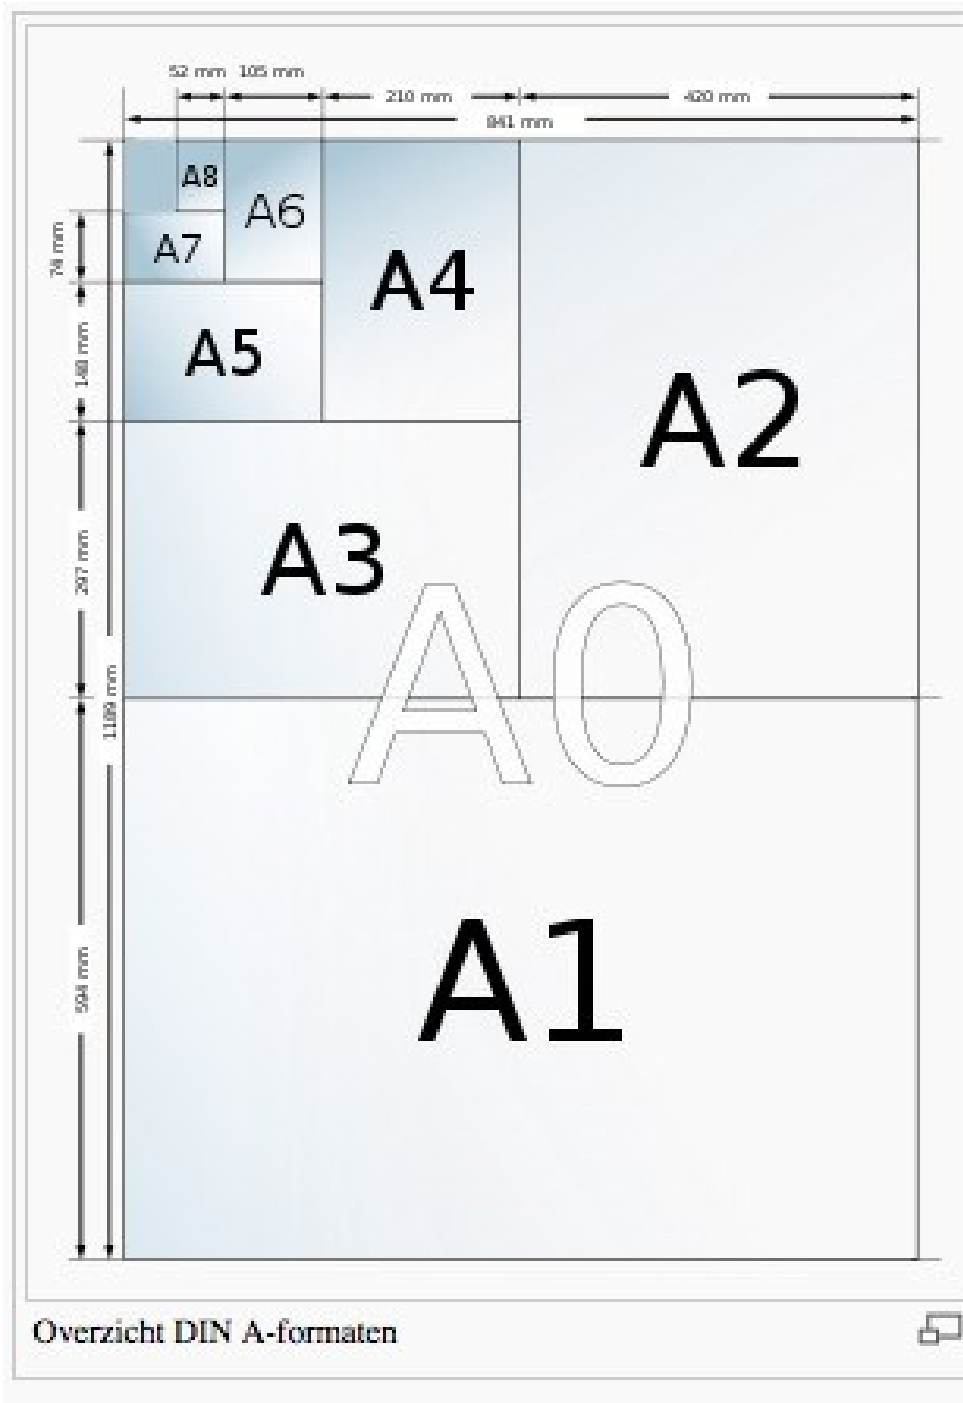 52 mm 105 mm
210 mm 420 mm
841 mm
A8
A6
A7
74 mm
A4
A5
148 mm
A2
A3
297 mm
A0
1189 mm
A1
594 mm
Overzicht DIN A-formaten